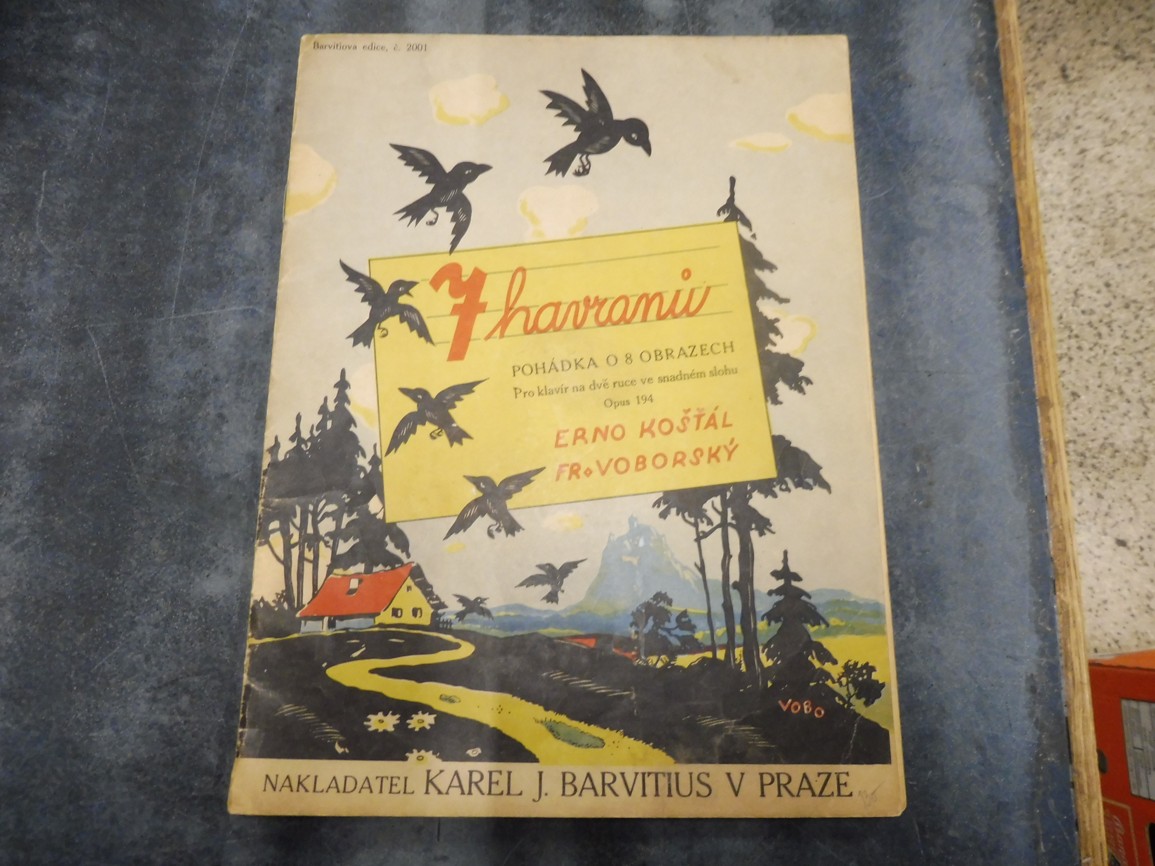 Barvitiova edice, č. 2001
7 havranů
POHÁDKA O 8 OBRAZECH
Pro klavír na dvě ruce ve snadném slohu
Opus 194
ERNO KOŠŤÁL
FR. VOBORSKÝ
VOBO
NAKLADATEL KAREL J. BARVITIUS V PRAZE